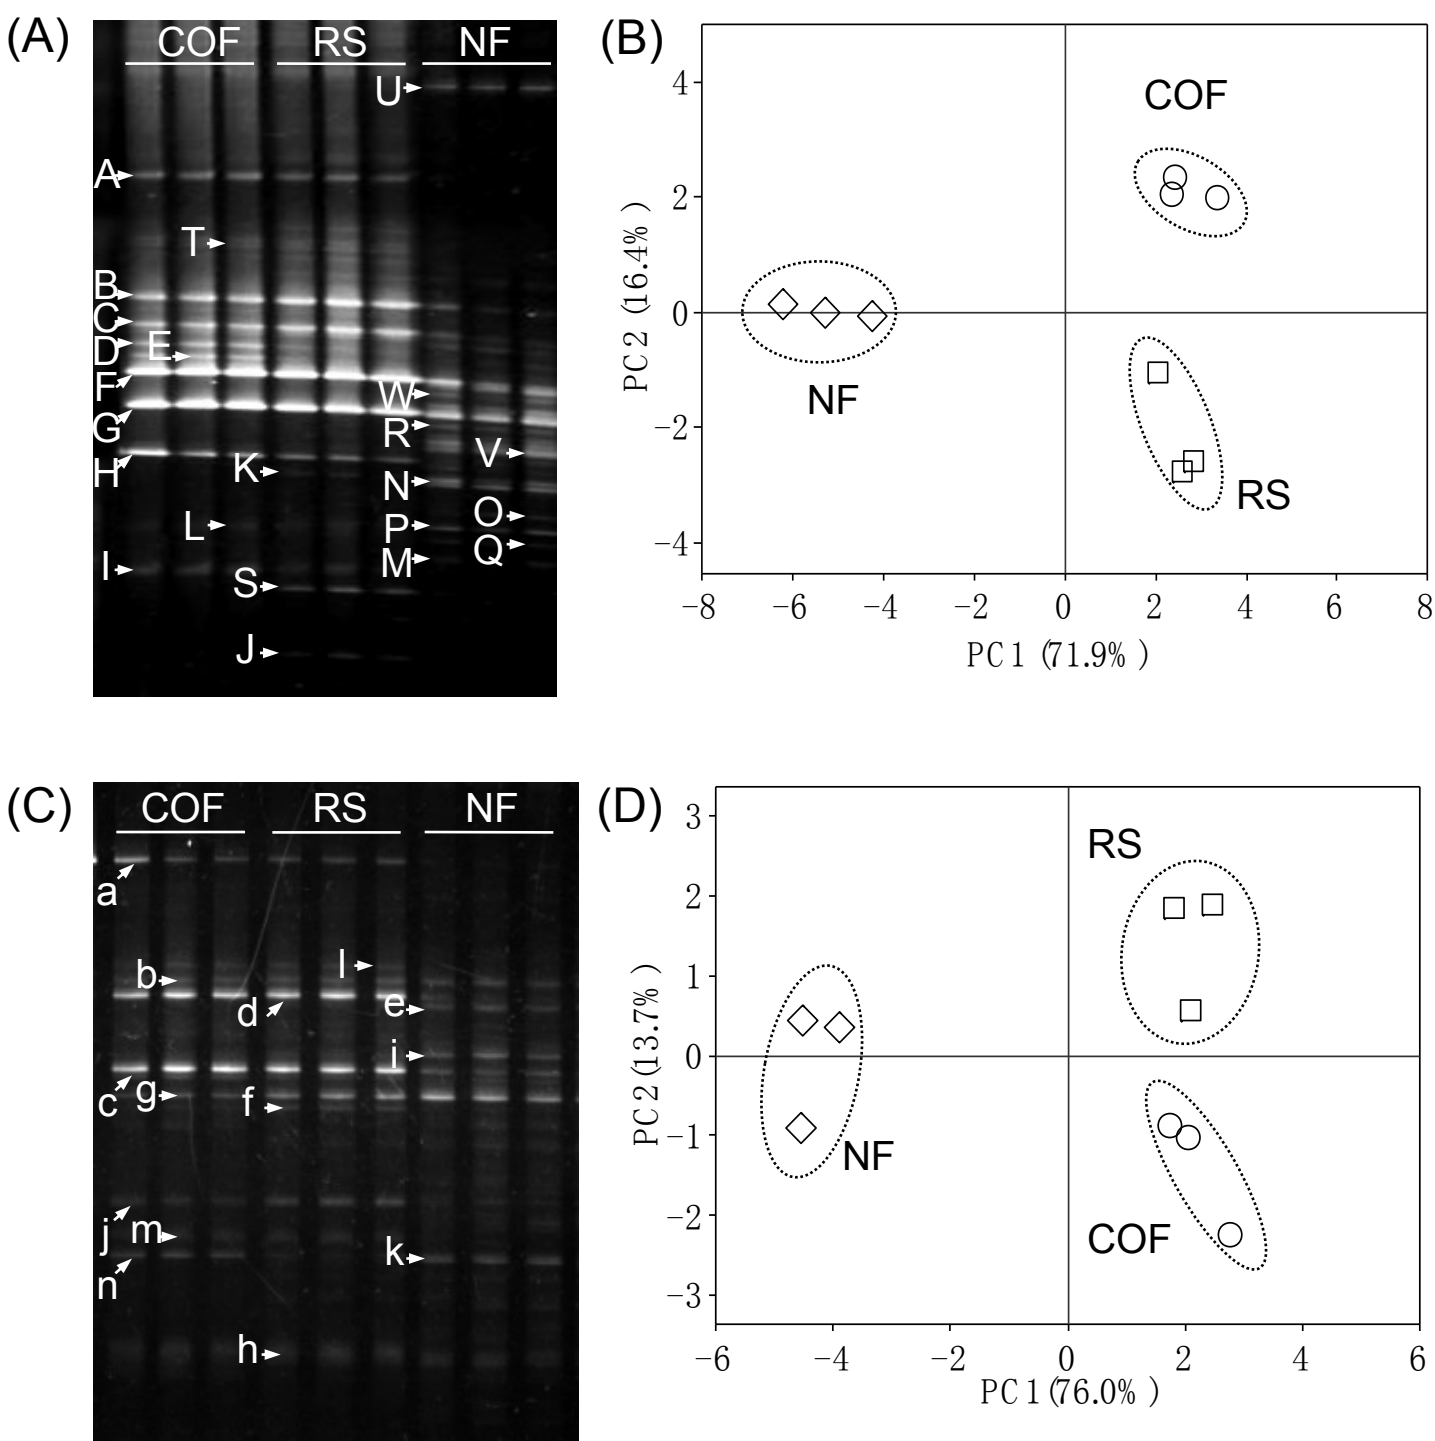 (A)
COF RS NF
U
A
T
B
C
D E
F
W
G
R
V
H
K
N
L
P
O
Q
I
M
S
J
(B)
COF
4
2
0
−2
−4
NF
RS
PC2 (16.4% )
−8 −6 −4 −2 0 2 4 6 8
PC1 (71.9% )
(C)
COF RS NF
a
b
l
d
e
i
c
g
f
j
m
k
n
h
(D)
RS
3
2
1
0
−1
−2
−3
NF
COF
PC2 (13.7% )
−6 −4 −2 0 2 4 6
PC1 (76.0% )